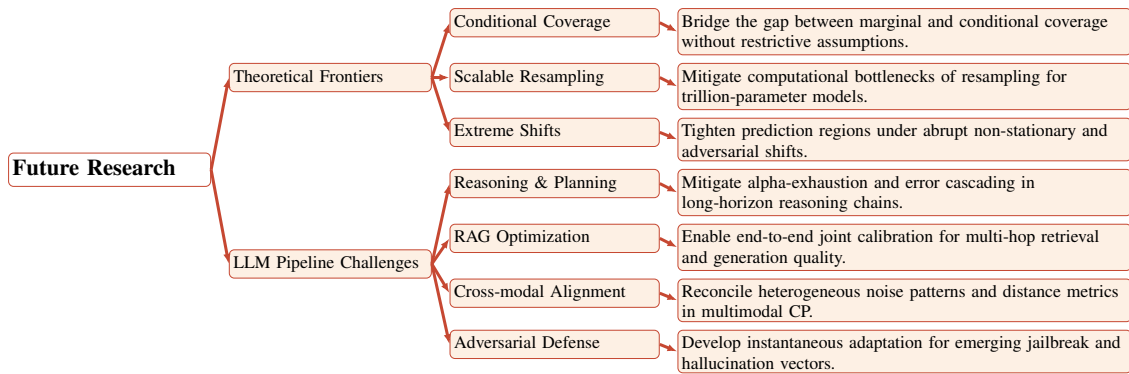 Future Research
Theoretical Frontiers
Conditional Coverage
Bridge the gap between marginal and conditional coverage
without restrictive assumptions.
Scalable Resampling
Mitigate computational bottlenecks of resampling for
trillion-parameter models.
Extreme Shifts
Tighten prediction regions under abrupt non-stationary and
adversarial shifts.
LLM Pipeline Challenges
Reasoning & Planning
Mitigate alpha-exhaustion and error cascading in
long-horizon reasoning chains.
RAG Optimization
Enable end-to-end joint calibration for multi-hop retrieval
and generation quality.
Cross-modal Alignment
Reconcile heterogeneous noise patterns and distance metrics
in multimodal CP.
Adversarial Defense
Develop instantaneous adaptation for emerging jailbreak and
hallucination vectors.